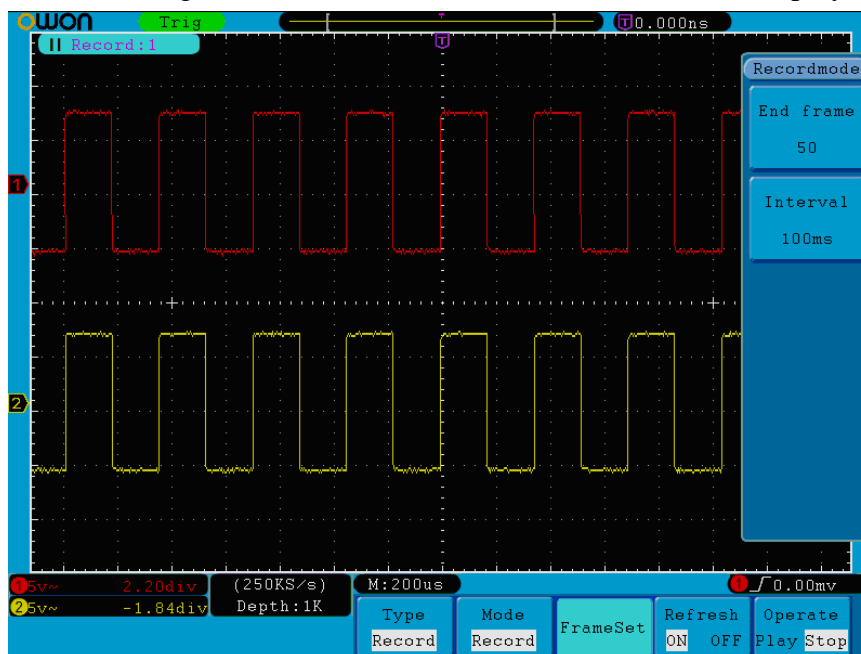 owon Trig T 0.000ns
Record:1
T
Recordmode
End frame
50
1
Interval
100ms
2
1 5v~ 2.20div (250KS/s) M:200us 1 0.00mv
2 5v~ -1.84div Depth:1K
Type Mode FrameSet Refresh Operate
Record Record ON OFF Play Stop